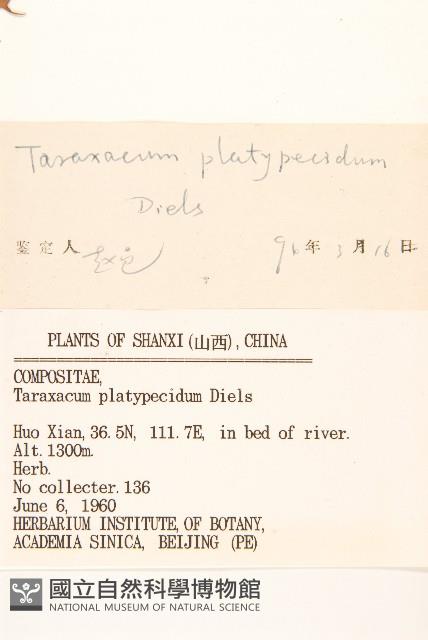 Taraxacum platypecidum
Diels
鉴定人 96年3月16日
PLANTS OF SHANXI(山西), CHINA
COMPOSITAE,
Taraxacum platypecidum Diels
Huo Xian, 36.5N, 111.7E, in bed of river.
Alt. 1300m.
Herb.
No collecter. 136
June 6, 1960
HERBARIUM INSTITUTE, OF BOTANY,
ACADEMIA SINICA, BEIJING (PE)
國立自然科學博物館
NATIONAL MUSEUM OF NATURAL SCIENCE